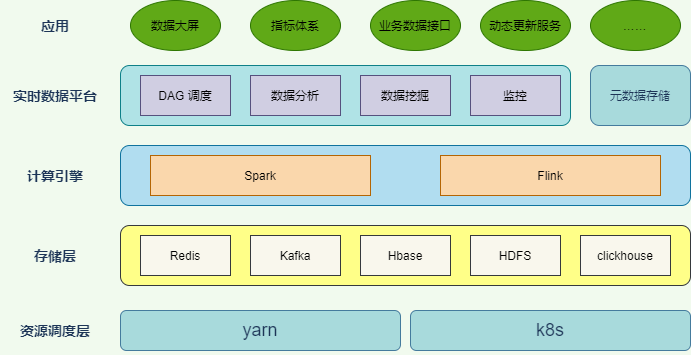 应用
数据大屏
指标体系
业务数据接口
动态更新服务
……
实时数据平台
DAG 调度
数据分析
数据挖掘
监控
元数据存储
计算引擎
Spark
Flink
存储层
Redis
Kafka
Hbase
HDFS
clickhouse
资源调度层
yarn
k8s